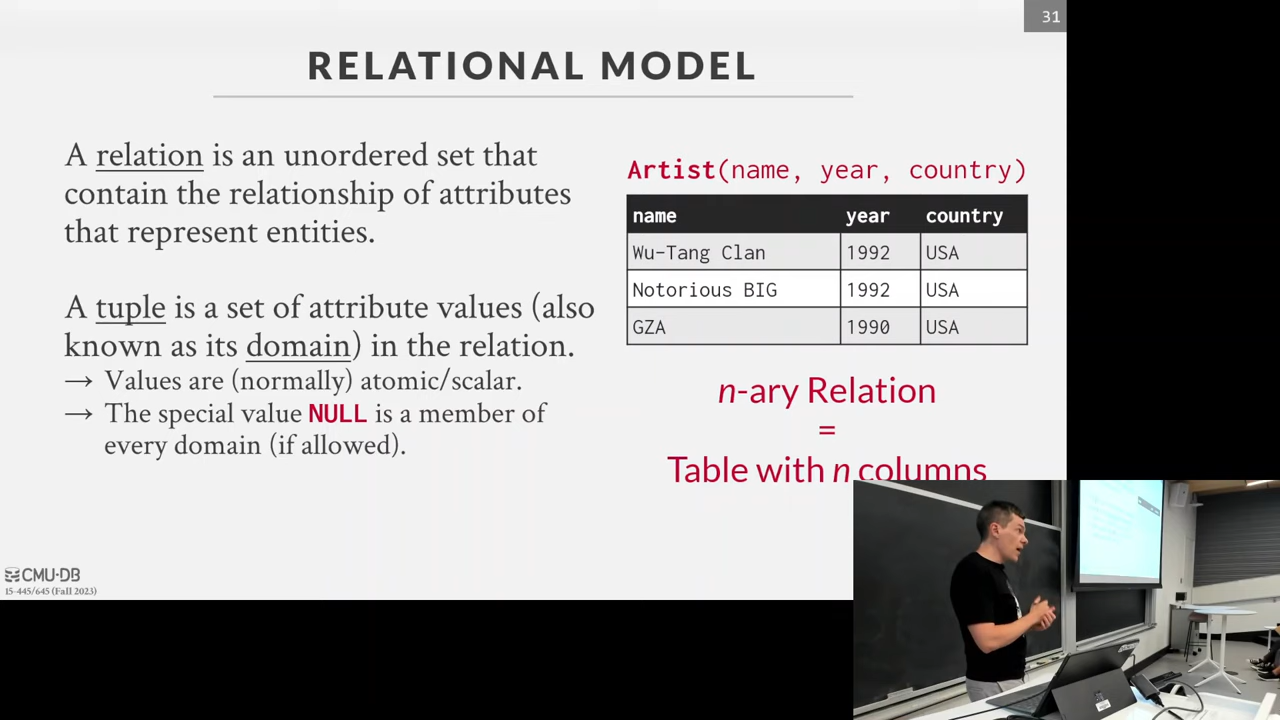 31
RELATIONAL MODEL
A relation is an unordered set that
contain the relationship of attributes
that represent entities.
A tuple is a set of attribute values (also
known as its domain) in the relation.
→ Values are (normally) atomic/scalar.
→ The special value NULL is a member of
every domain (if allowed).
Artist(name, year, country)
name year country
Wu-Tang Clan 1992 USA
Notorious BIG 1992 USA
GZA 1990 USA
n-ary Relation
=
Table with n columns
CMU·DB
15-445/645 (Fall 2023)